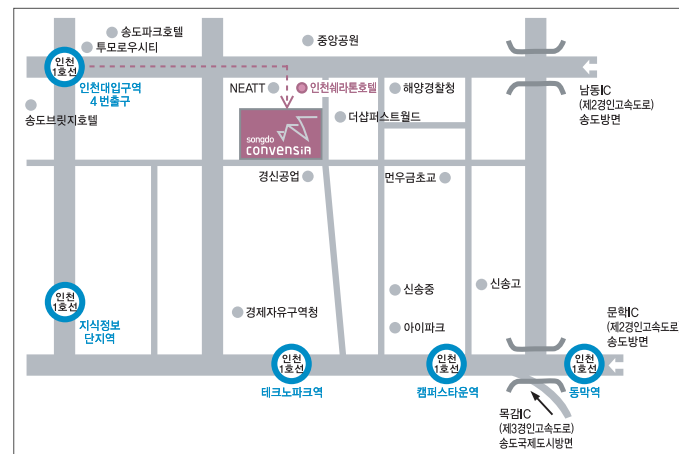 송도파크호텔
투모로우시티
중앙공원
인천
1호선
인천대입구역
4 번출구
NEATT
인천쉐라톤호텔
해양경찰청
남동IC
(제2경인고속도로)
송도방면
송도브릿지호텔
더샵퍼스트월드
songdo
convensia
경신공업
먼우금초교
인천
1호선
지식정보
단지역
경제자유구역청
신송중
신송고
아이파크
문학IC
(제2경인고속도로)
송도방면
인천
1호선
테크노파크역
인천
1호선
캠퍼스타운역
인천
1호선
동막역
목감IC
(제3경인고속도로)
송도국제도시방면